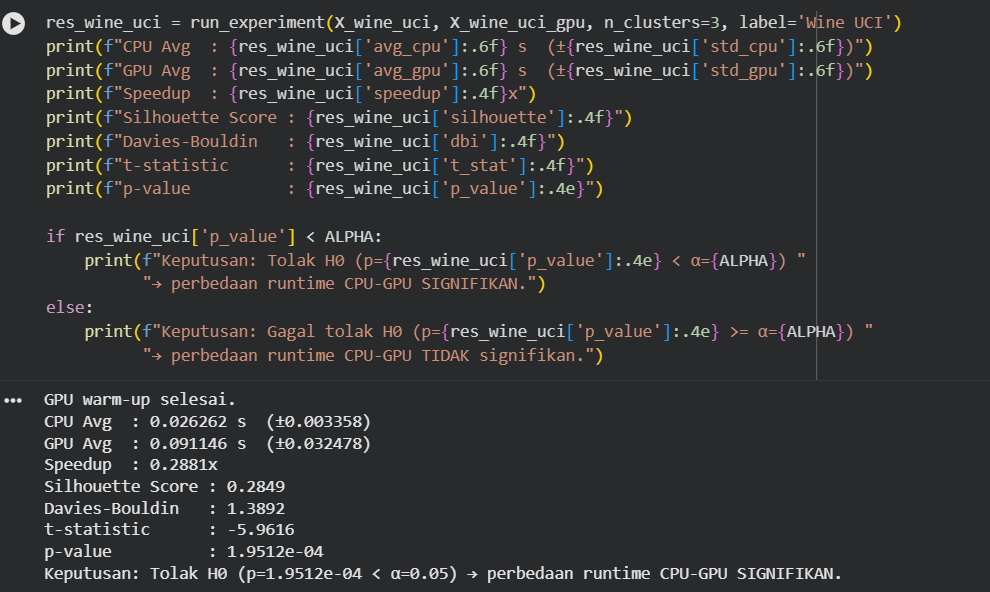 res_wine_uci = run_experiment(X_wine_uci, X_wine_uci_gpu, n_clusters=3, label='Wine UCI')
print(f"CPU Avg  : {res_wine_uci['avg_cpu']:.6f} s  (±{res_wine_uci['std_cpu']:.6f})")
print(f"GPU Avg  : {res_wine_uci['avg_gpu']:.6f} s  (±{res_wine_uci['std_gpu']:.6f})")
print(f"Speedup  : {res_wine_uci['speedup']:.4f}x")
print(f"Silhouette Score : {res_wine_uci['silhouette']:.4f}")
print(f"Davies-Bouldin   : {res_wine_uci['dbi']:.4f}")
print(f"t-statistic      : {res_wine_uci['t_stat']:.4f}")
print(f"p-value          : {res_wine_uci['p_value']:.4e}")

if res_wine_uci['p_value'] < ALPHA:
    print(f"Keputusan: Tolak H0 (p={res_wine_uci['p_value']:.4e} < α={ALPHA}) "
          "→ perbedaan runtime CPU-GPU SIGNIFIKAN.")
else:
    print(f"Keputusan: Gagal tolak H0 (p={res_wine_uci['p_value']:.4e} >= α={ALPHA}) "
          "→ perbedaan runtime CPU-GPU TIDAK signifikan.")
GPU warm-up selesai.
CPU Avg  : 0.026262 s  (±0.003358)
GPU Avg  : 0.091146 s  (±0.032478)
Speedup  : 0.2881x
Silhouette Score : 0.2849
Davies-Bouldin   : 1.3892
t-statistic      : -5.9616
p-value          : 1.9512e-04
Keputusan: Tolak H0 (p=1.9512e-04 < α=0.05) → perbedaan runtime CPU-GPU SIGNIFIKAN.